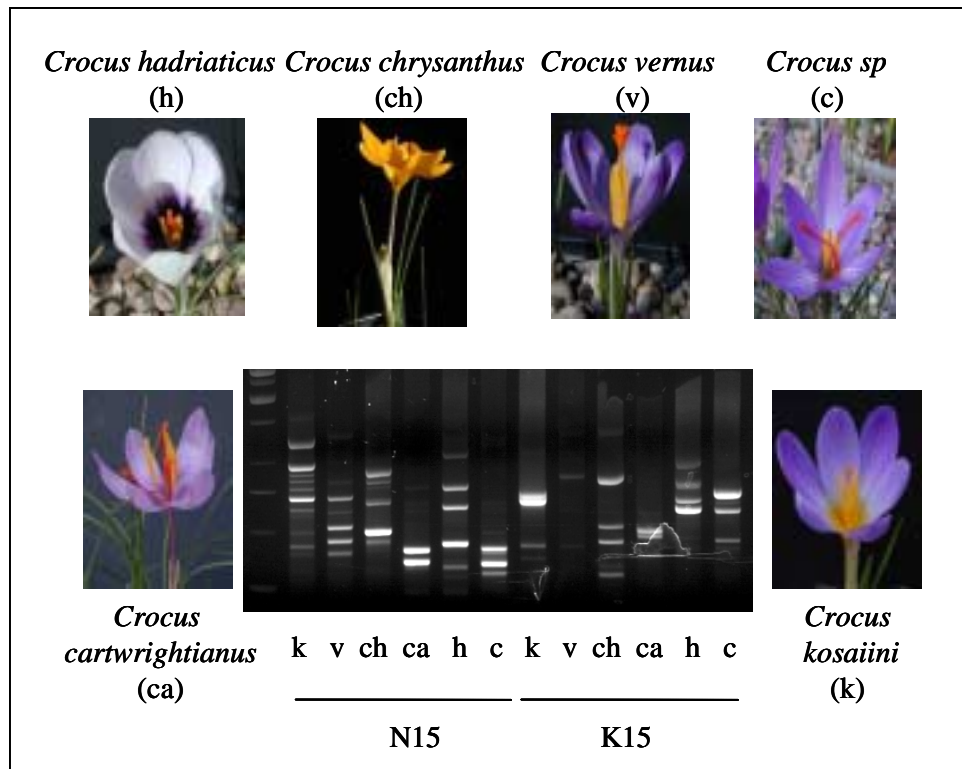 Crocus hadriaticus Crocus chrysanthus Crocus vernus Crocus sp
(h) (ch) (v) (c)
Crocus
cartwrightianus
(ca)
k v ch ca h c k v ch ca h c
N15 K15
Crocus
kosaiini
(k)